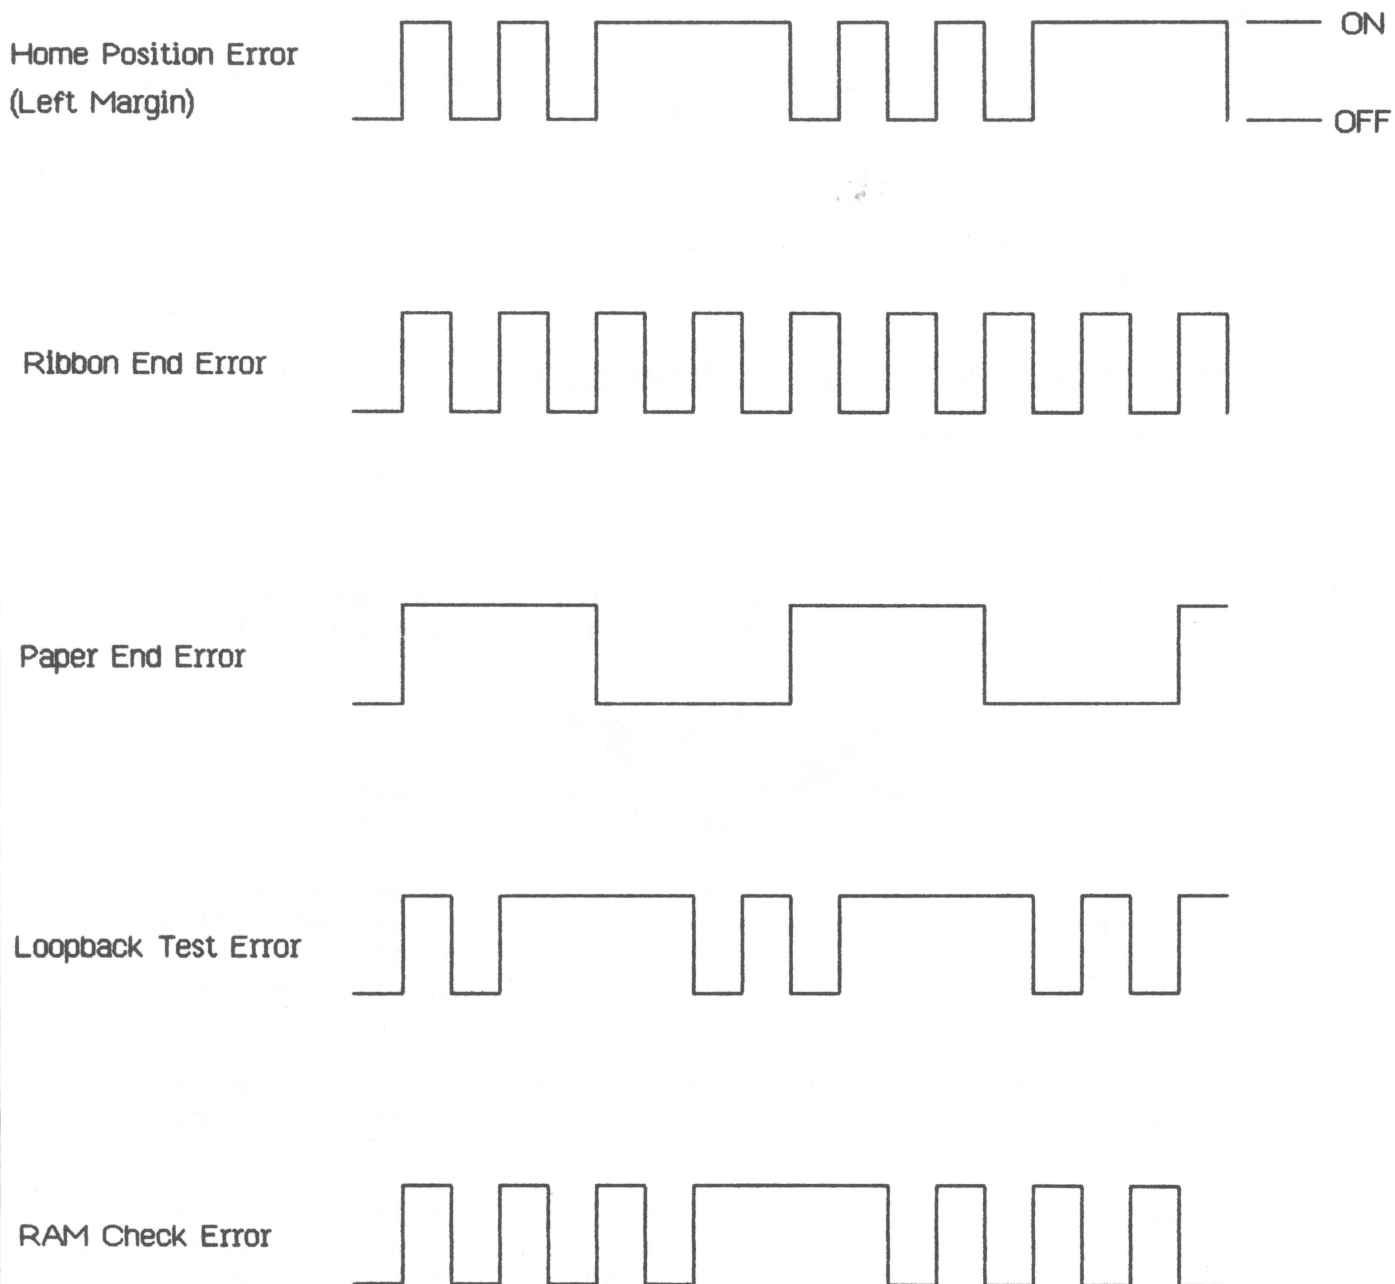 ON
Home Position Error
(Left Margin)
OFF
Ribbon End Error
Paper End Error
Loopback Test Error
RAM Check Error